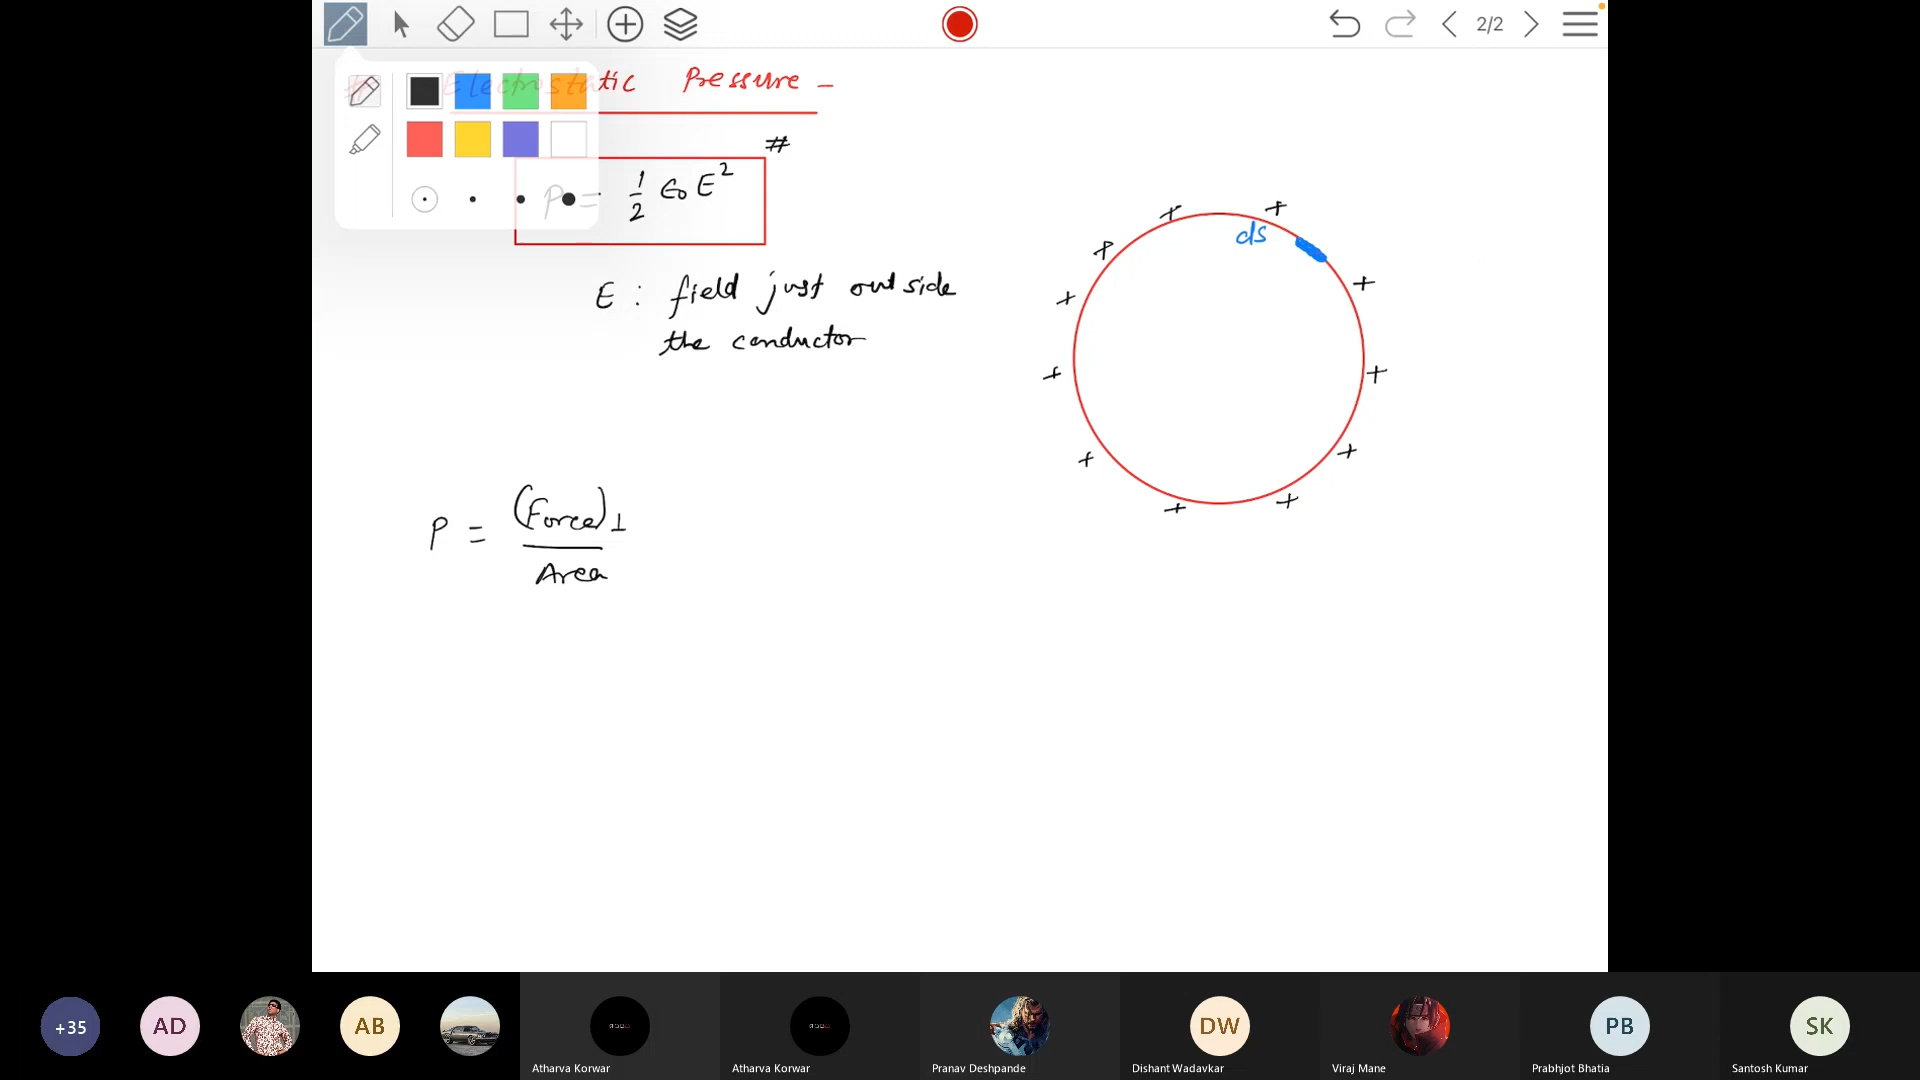 2/2
# Electrostatic Pressure -
#
P = 1/2 ε₀ E²
ds
E : field just outside
the conductor
P = (Force)⊥ / Area
+ + + + + + + + + + + +
+35
AD
AB
DW
PB
SK
Atharva Korwar
Atharva Korwar
Pranav Deshpande
Dishant Wadavkar
Viraj Mane
Prabhjot Bhatia
Santosh Kumar